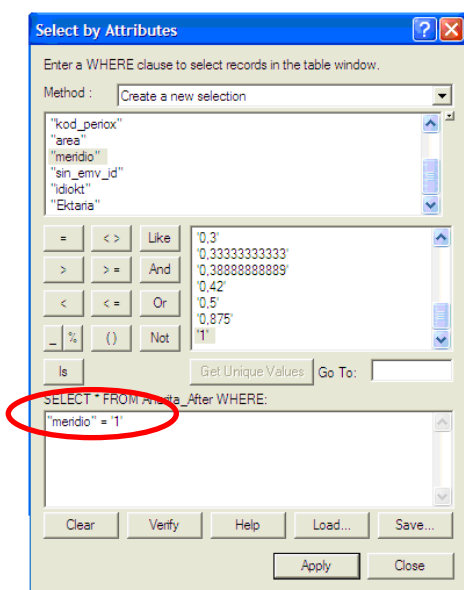 Select by Attributes
Enter a WHERE clause to select records in the table window.
Method : Create a new selection
"kod_periox"
"area"
"meridio"
"sin_emv_id"
"idiokt"
"Ektaria"
= < > Like
> > = And
< < = Or
_ % ( ) Not
Is
'0,3'
'0,33333333333'
'0,38888888889'
'0,42'
'0,5'
'0,875'
'1'
Get Unique Values Go To:
SELECT * FROM _After WHERE:
"meridio" = '1'
Clear Verify Help Load... Save...
Apply Close